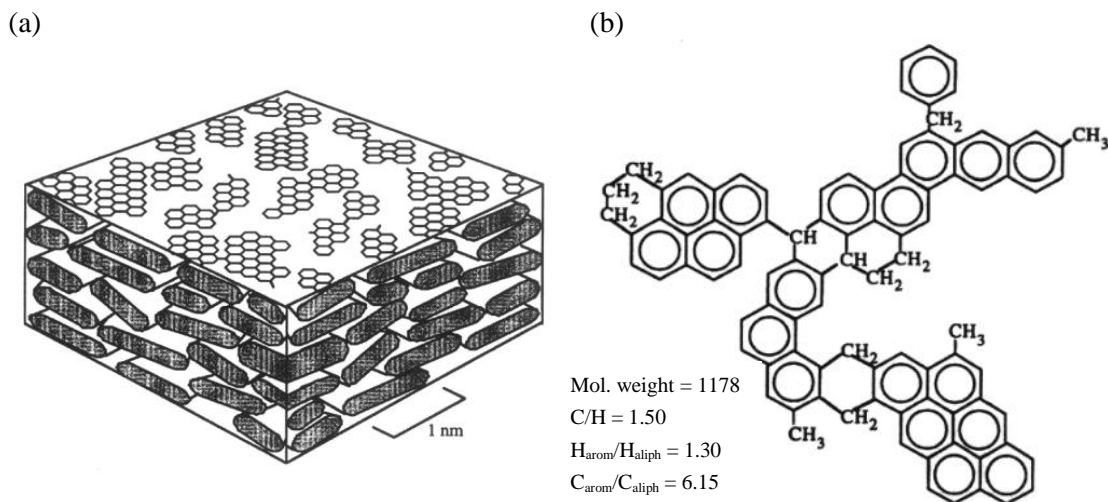 (a)
(b)
1 nm
CH2
CH3
CH2
CH2
CH2
CH
CH
CH2
CH2
CH2
CH3
CH2
CH3
Mol. weight = 1178
C/H = 1.50
Harom/Haliph = 1.30
Carom/Caliph = 6.15